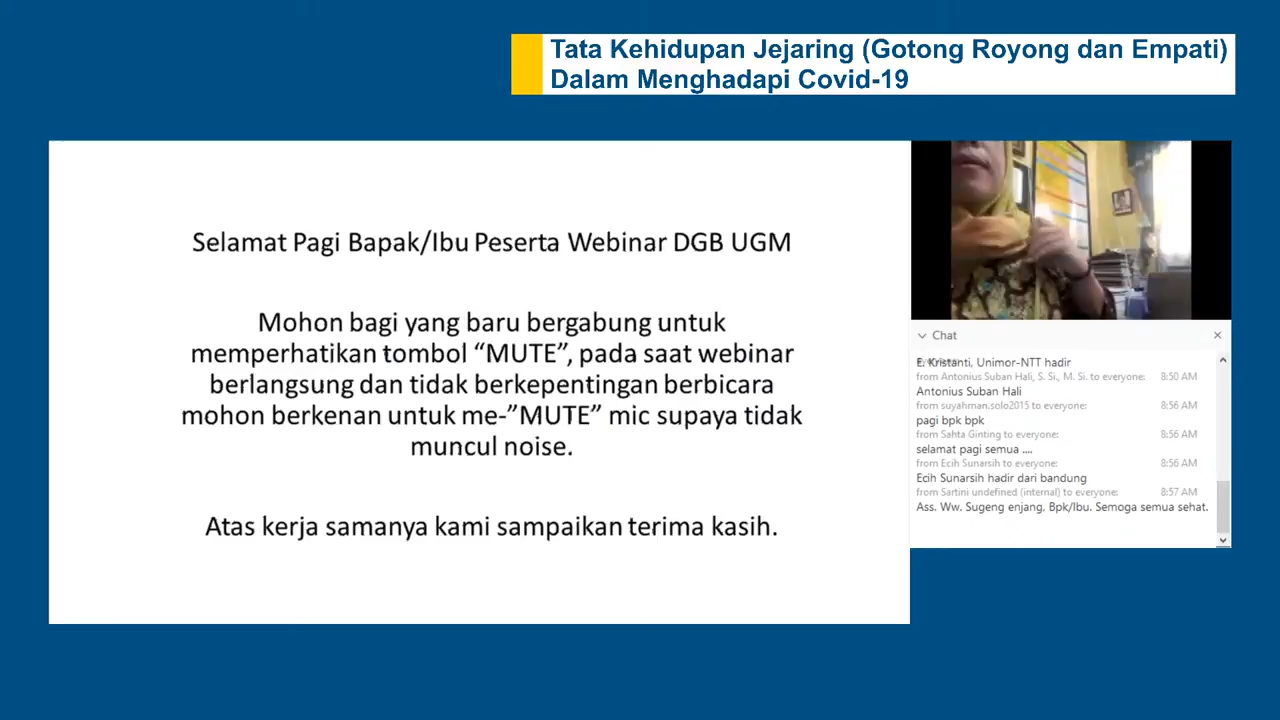 Tata Kehidupan Jejaring (Gotong Royong dan Empati)
Dalam Menghadapi Covid-19
Selamat Pagi Bapak/Ibu Peserta Webinar DGB UGM
Mohon bagi yang baru bergabung untuk
memperhatikan tombol “MUTE”, pada saat webinar
berlangsung dan tidak berkepentingan berbicara
mohon berkenan untuk me-”MUTE” mic supaya tidak
muncul noise.
Atas kerja samanya kami sampaikan terima kasih.
Chat
F. Kristanti, Unimor-NTT hadir
from Antonius Suban Hali, S. Si., M. Si. to everyone: 8:50 AM
Antonius Suban Hali
from suyahman.solo2015 to everyone: 8:56 AM
pagi bpk bpk
from Sahta Ginting to everyone: 8:56 AM
selamat pagi semua ....
from Ecih Sunarsih to everyone: 8:56 AM
Ecih Sunarsih hadir dari bandung
from Sartini undefined (internal) to everyone: 8:57 AM
Ass. Ww. Sugeng enjang, Bpk/Ibu. Semoga semua sehat.